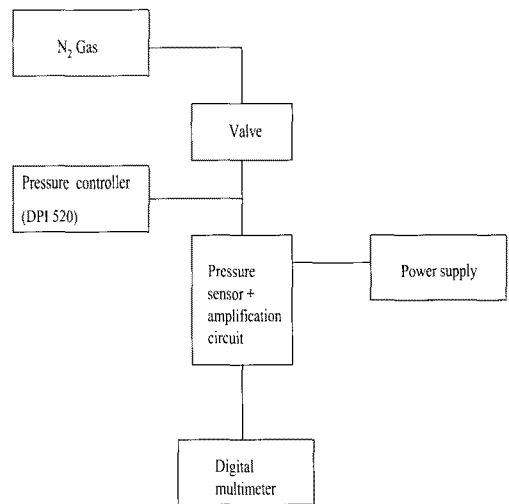 N₂ Gas
Valve
Pressure controller
(DPI 520)
Pressure
sensor +
amplification
circuit
Power supply
Digital
multimeter